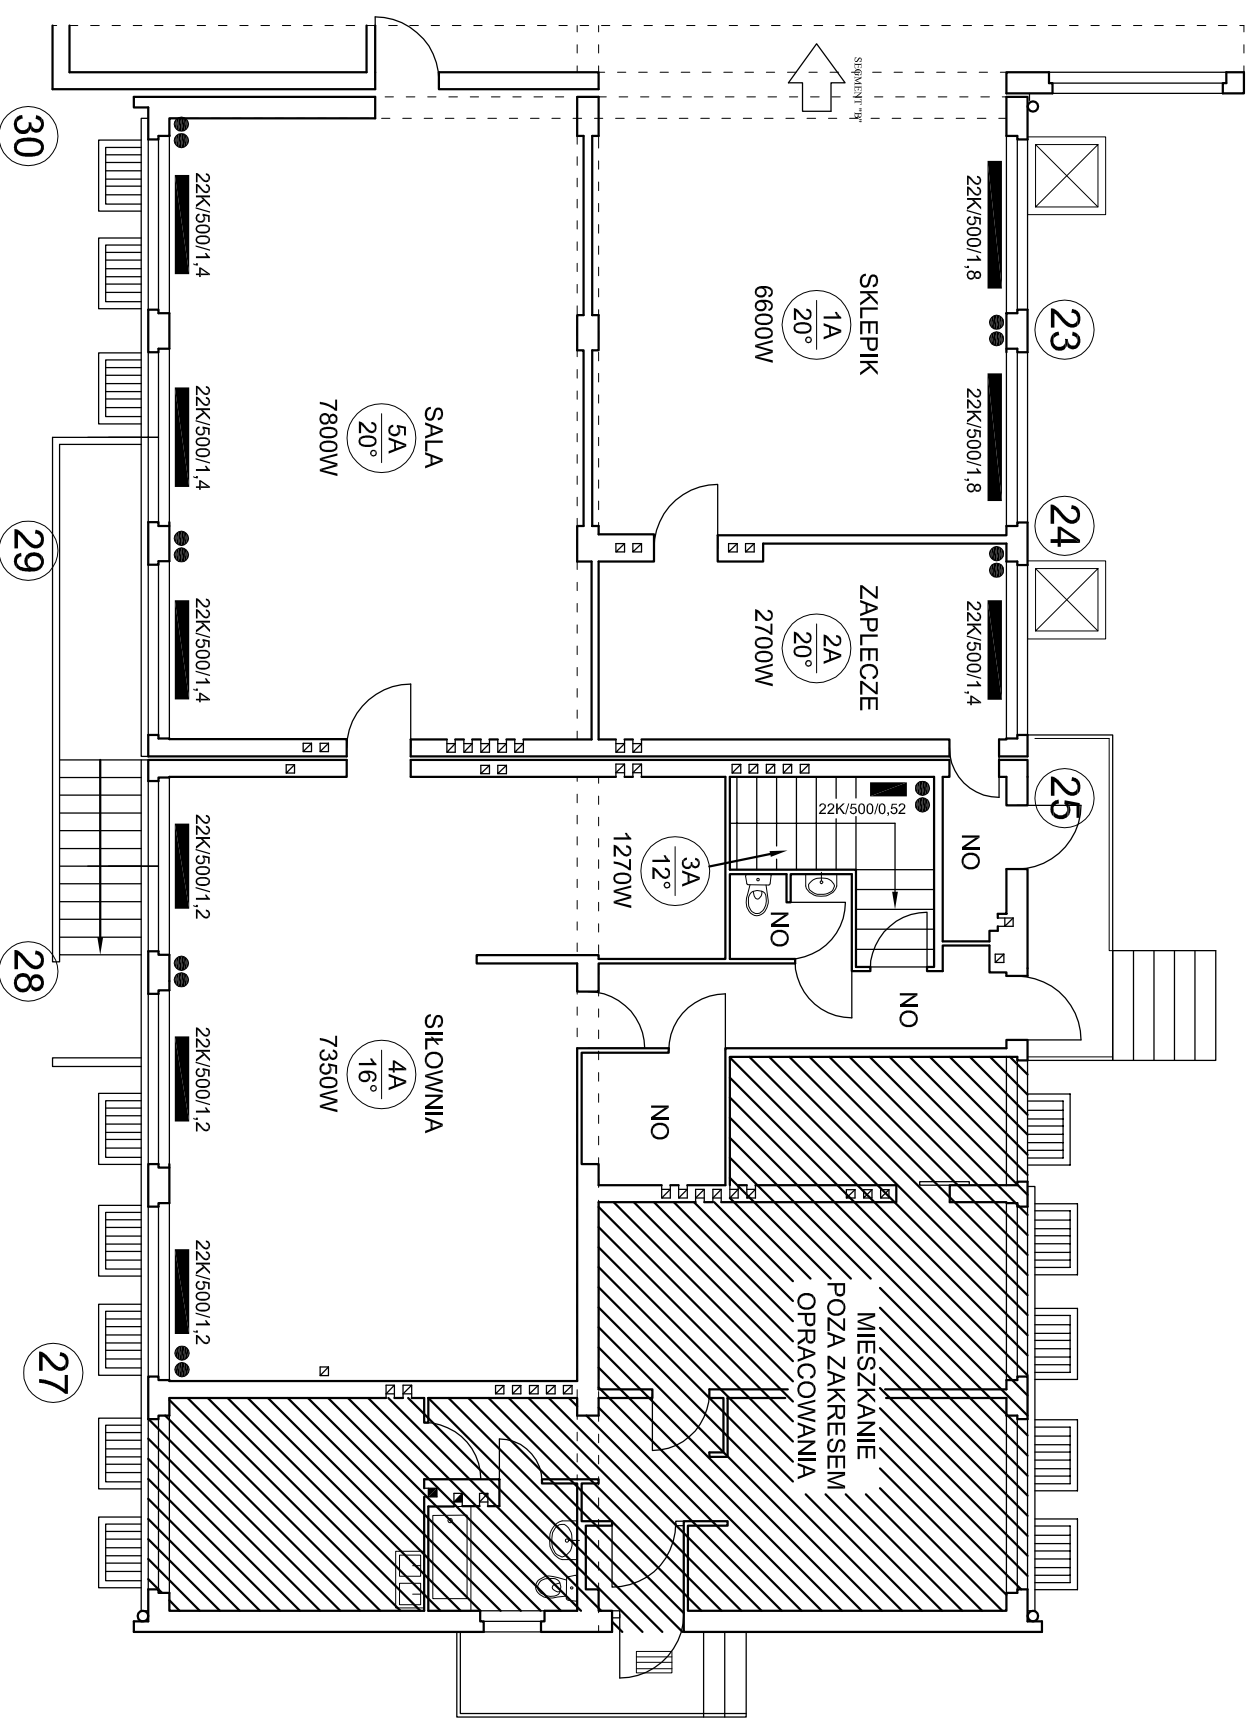 SEGMENT "B"
23
24
25
22K/500/1,8
22K/500/1,8
22K/500/1,4
SKLEPIK
1A
20°
6600W
ZAPLECZE
2A
20°
2700W
22K/500/0,52
NO
NO
NO
3A
12°
1270W
NO
MIESZKANIE
POZA ZAKRESEM
OPRACOWANIA
SALA
5A
20°
7800W
SIŁOWNIA
4A
16°
7350W
22K/500/1,4
22K/500/1,4
22K/500/1,4
22K/500/1,2
22K/500/1,2
22K/500/1,2
30
29
28
27